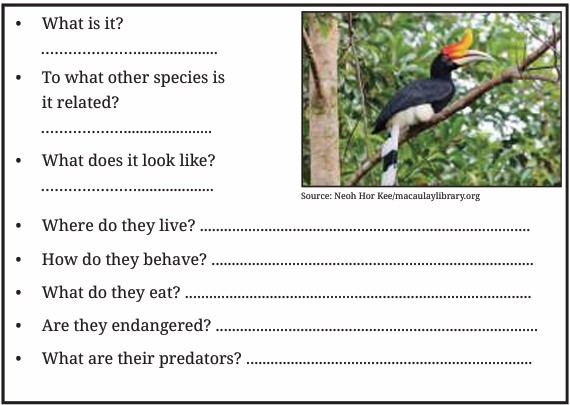 • What is it?
................................................
• To what other species is
it related?
..............................................
• What does it look like?
...............................................
Source: Neoh Hor Kee/macaulaylibrary.org
• Where do they live? ................................................................................
• How do they behave? ..............................................................................
• What do they eat? ....................................................................................
• Are they endangered? ..............................................................................
• What are their predators? ......................................................................